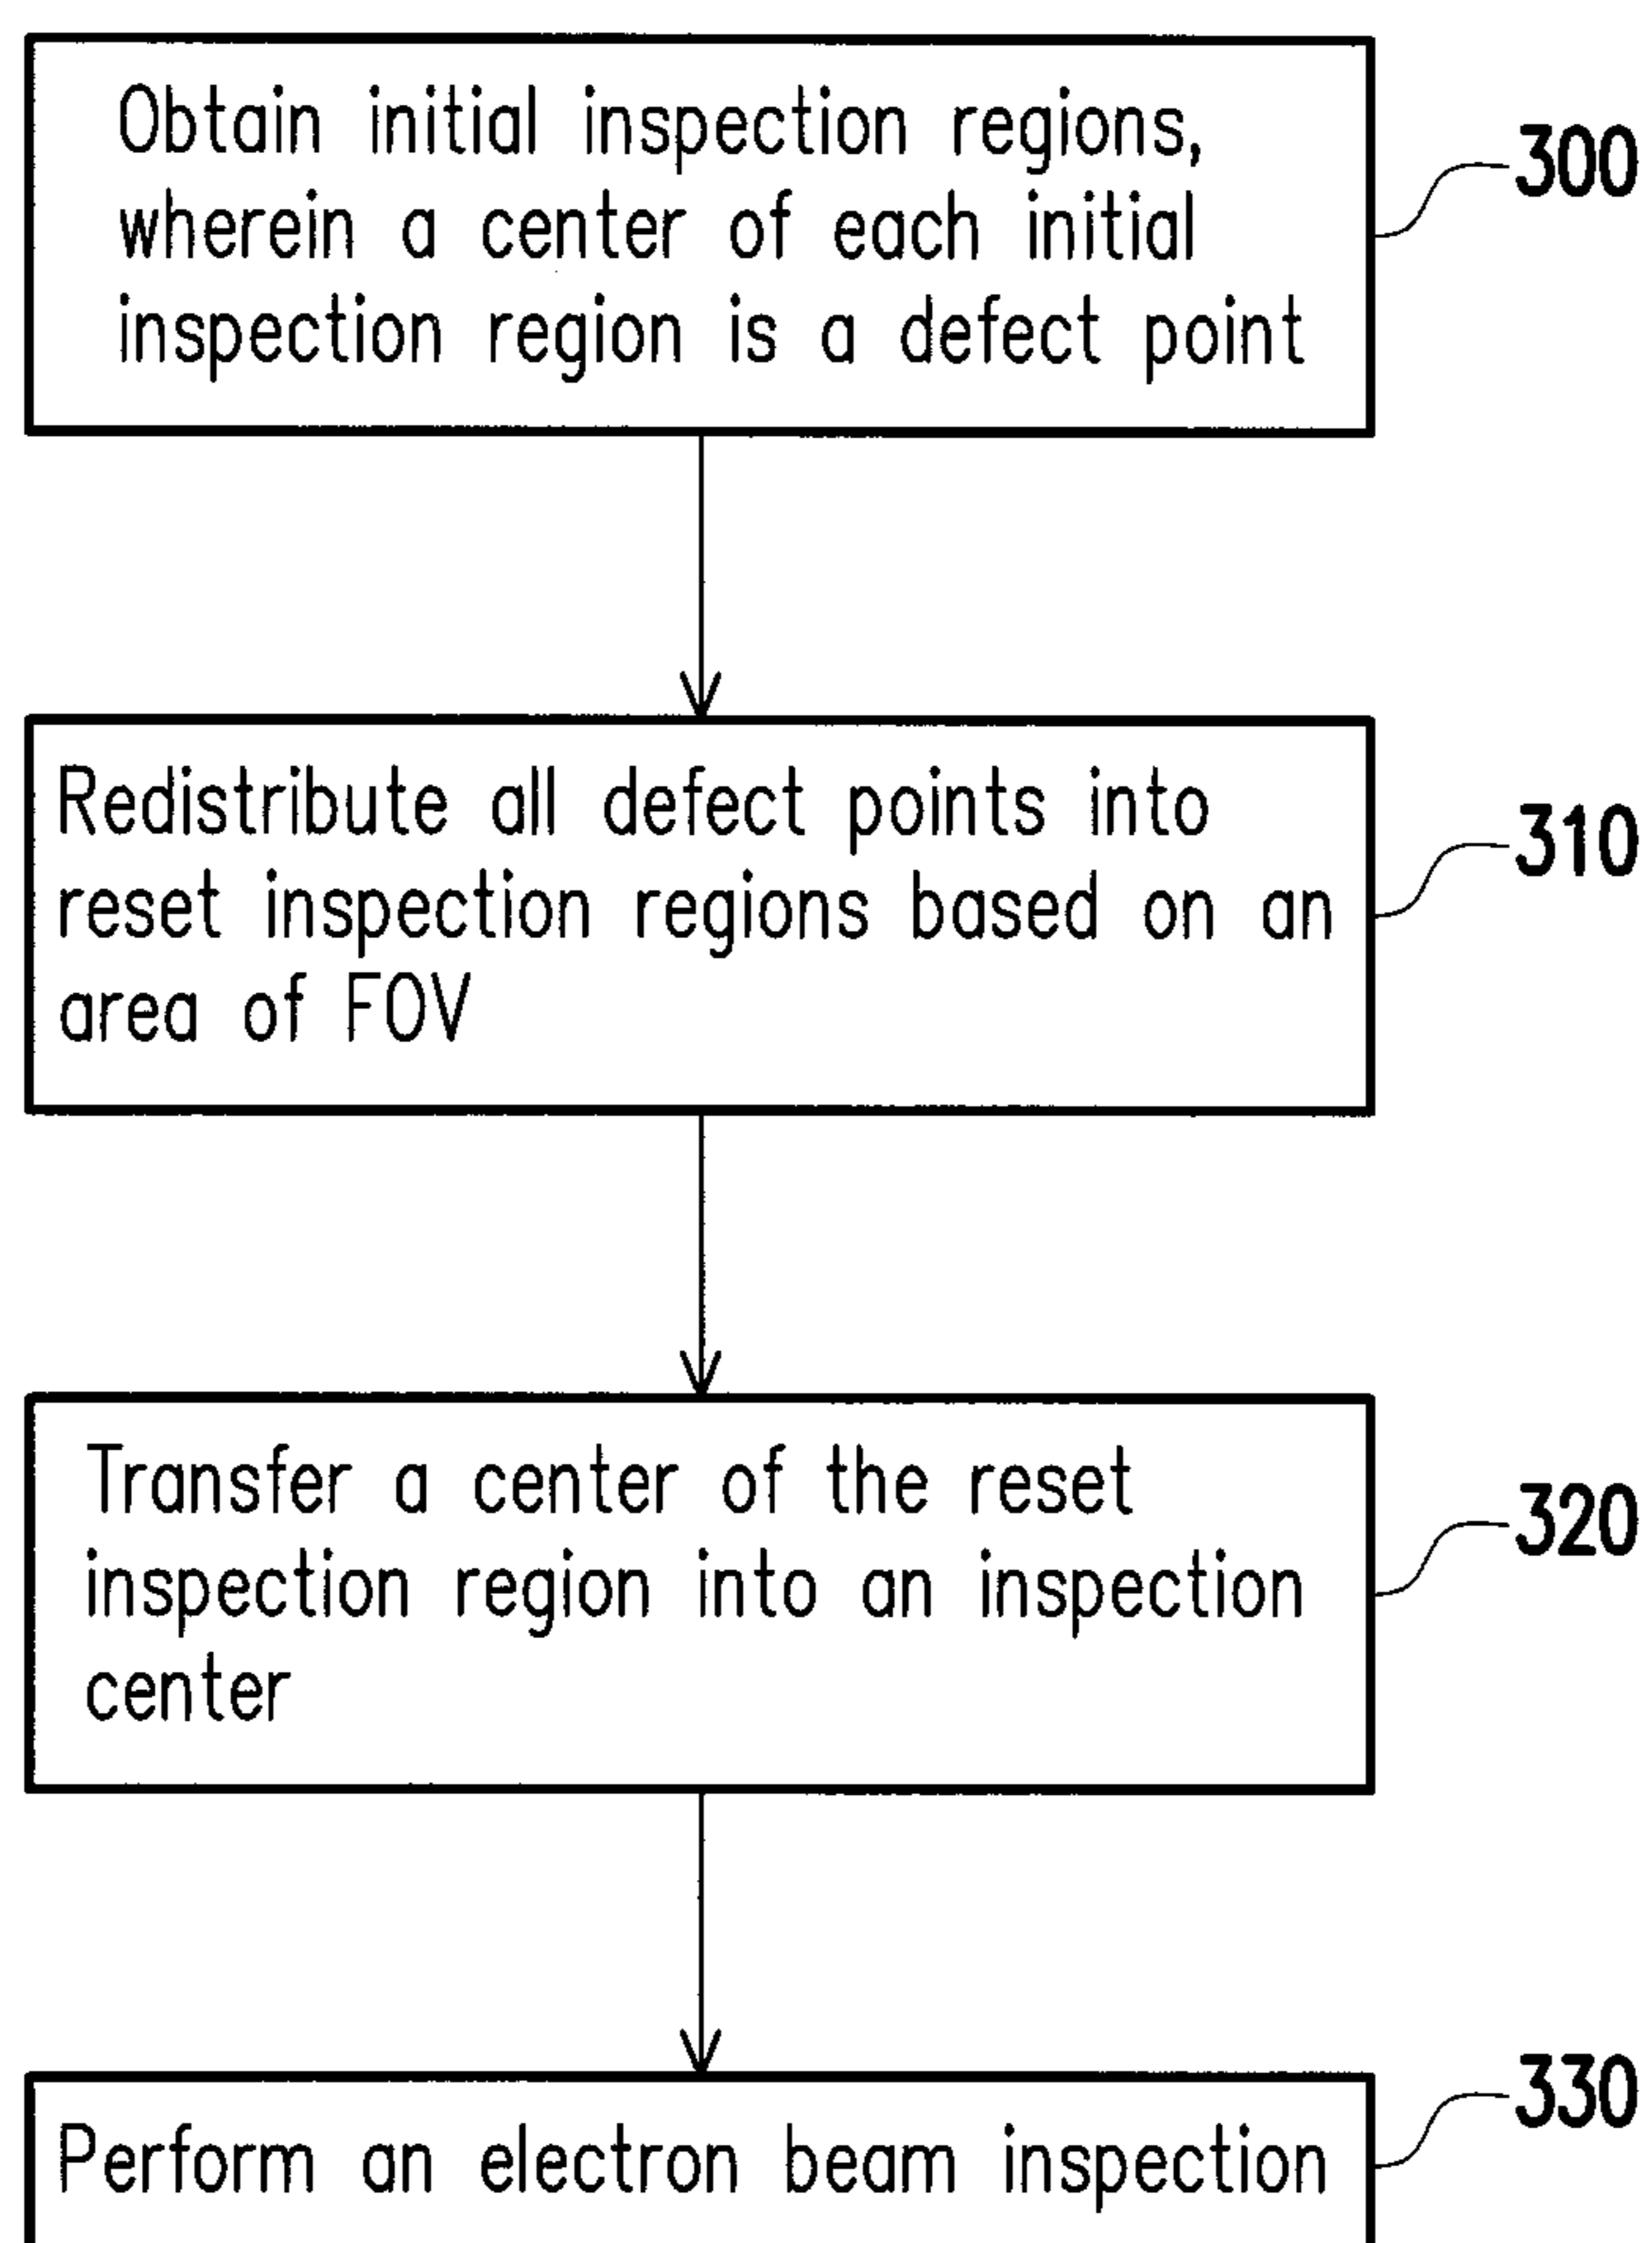 Obtain initial inspection regions,
wherein a center of each initial
inspection region is a defect point
300
Redistribute all defect points into
reset inspection regions based on an
area of FOV
310
Transfer a center of the reset
inspection region into an inspection
center
320
Perform an electron beam inspection
330